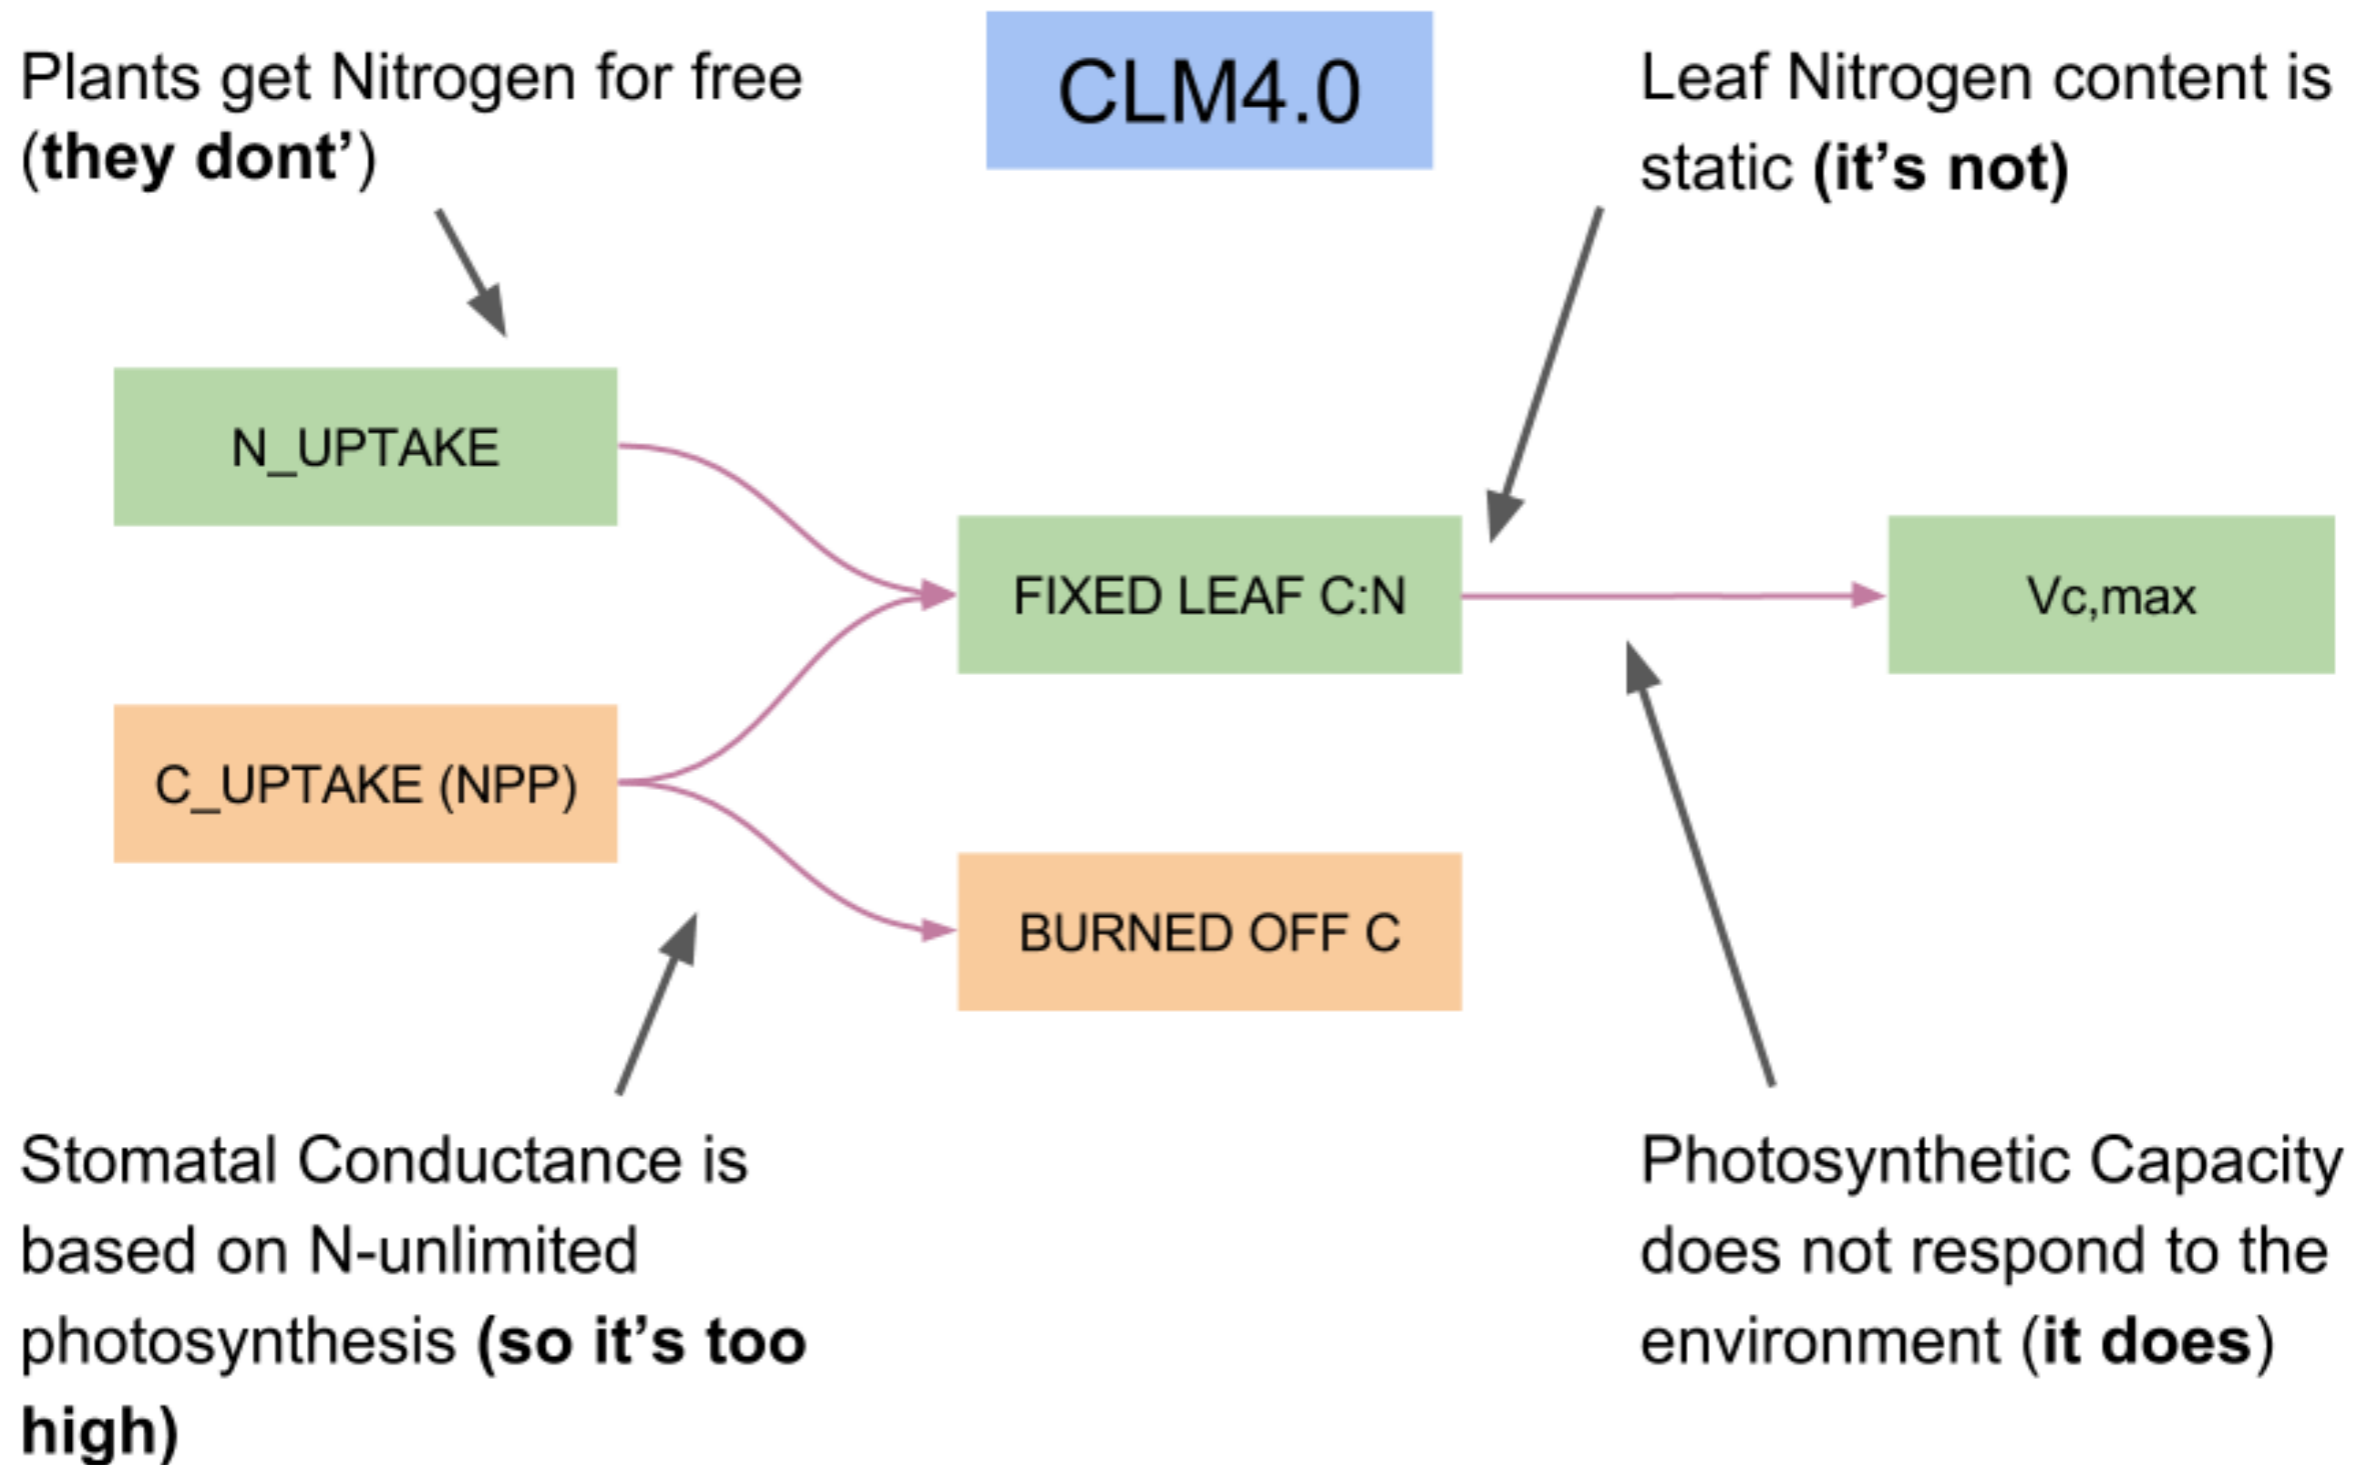 Plants get Nitrogen for free
(they dont’)
CLM4.0
Leaf Nitrogen content is
static (it’s not)
N_UPTAKE
FIXED LEAF C:N
Vc,max
C_UPTAKE (NPP)
BURNED OFF C
Stomatal Conductance is
based on N-unlimited
photosynthesis (so it’s too
high)
Photosynthetic Capacity
does not respond to the
environment (it does)